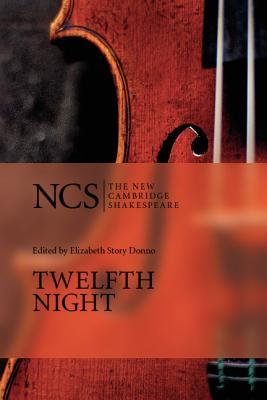 NCS THE NEW
CAMBRIDGE
SHAKESPEARE
Edited by Elizabeth Story Donno
TWELFTH
NIGHT